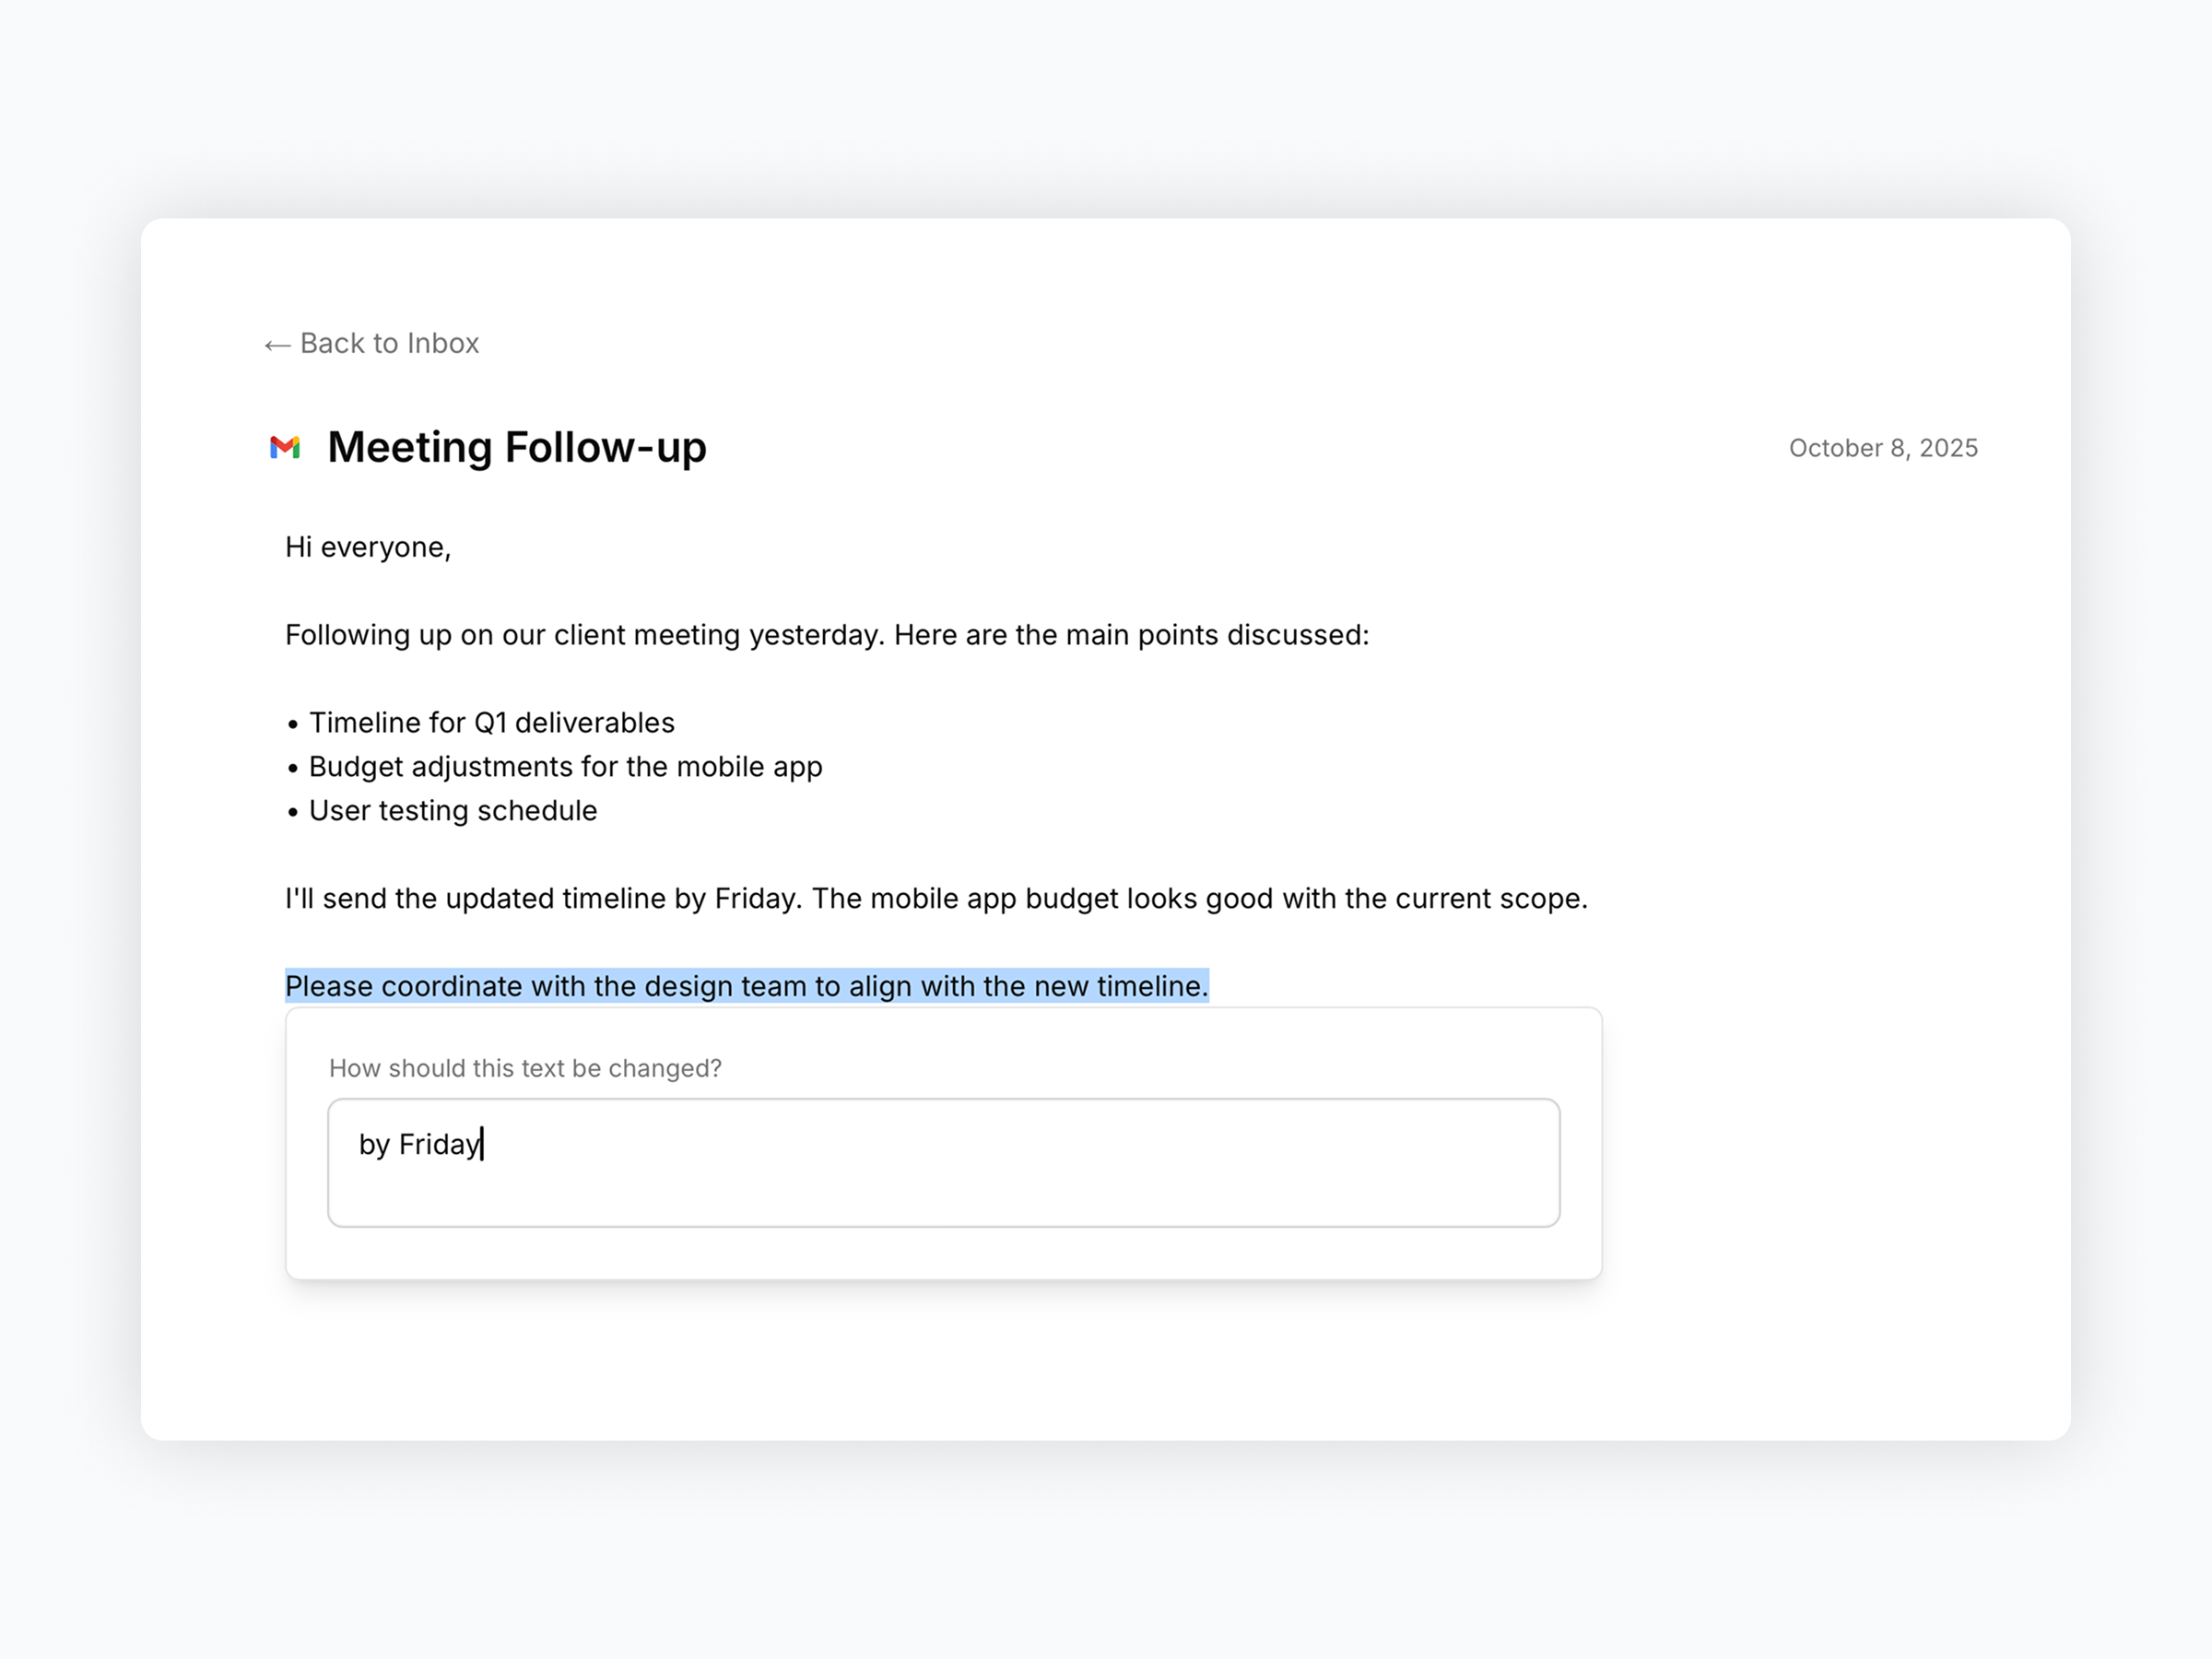 ← Back to Inbox
Meeting Follow-up
October 8, 2025
Hi everyone,
Following up on our client meeting yesterday. Here are the main points discussed:
• Timeline for Q1 deliverables
• Budget adjustments for the mobile app
• User testing schedule
I'll send the updated timeline by Friday. The mobile app budget looks good with the current scope.
Please coordinate with the design team to align with the new timeline.
How should this text be changed?
by Friday